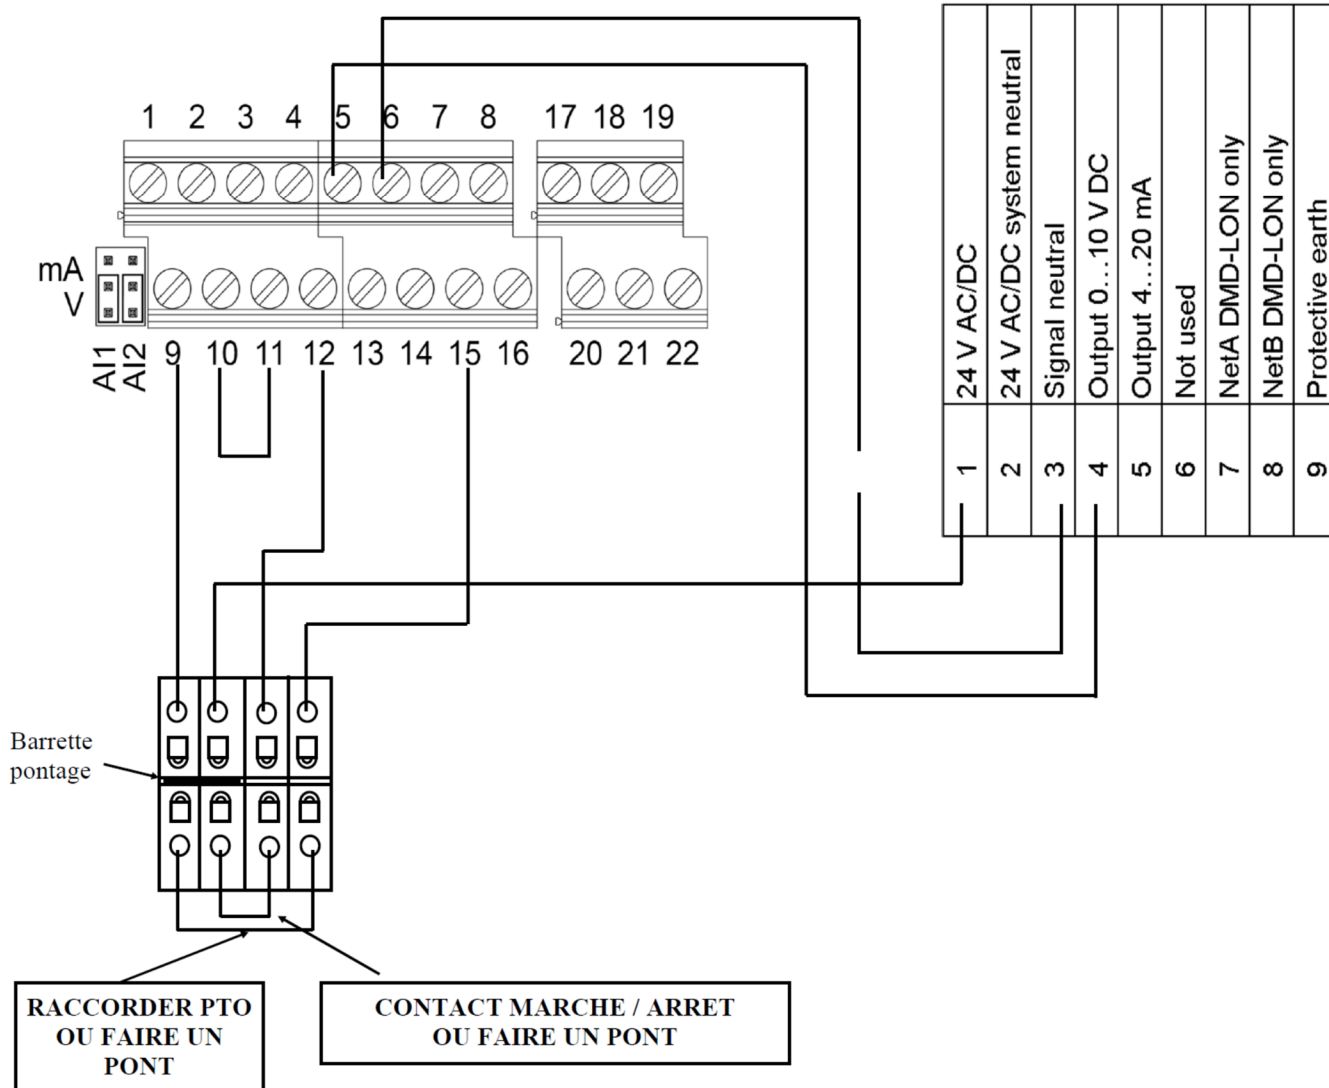 1 2 3 4 5 6 7 8 17 18 19
mA
V
AI1
AI2
9 10 11 12 13 14 15 16 20 21 22
1 24 V AC/DC
2 24 V AC/DC system neutral
3 Signal neutral
4 Output 0...10 V DC
5 Output 4...20 mA
6 Not used
7 NetA DMD-LON only
8 NetB DMD-LON only
9 Protective earth
Barrette
pontage
RACCORDER PTO
OU FAIRE UN
PONT
CONTACT MARCHE / ARRET
OU FAIRE UN PONT